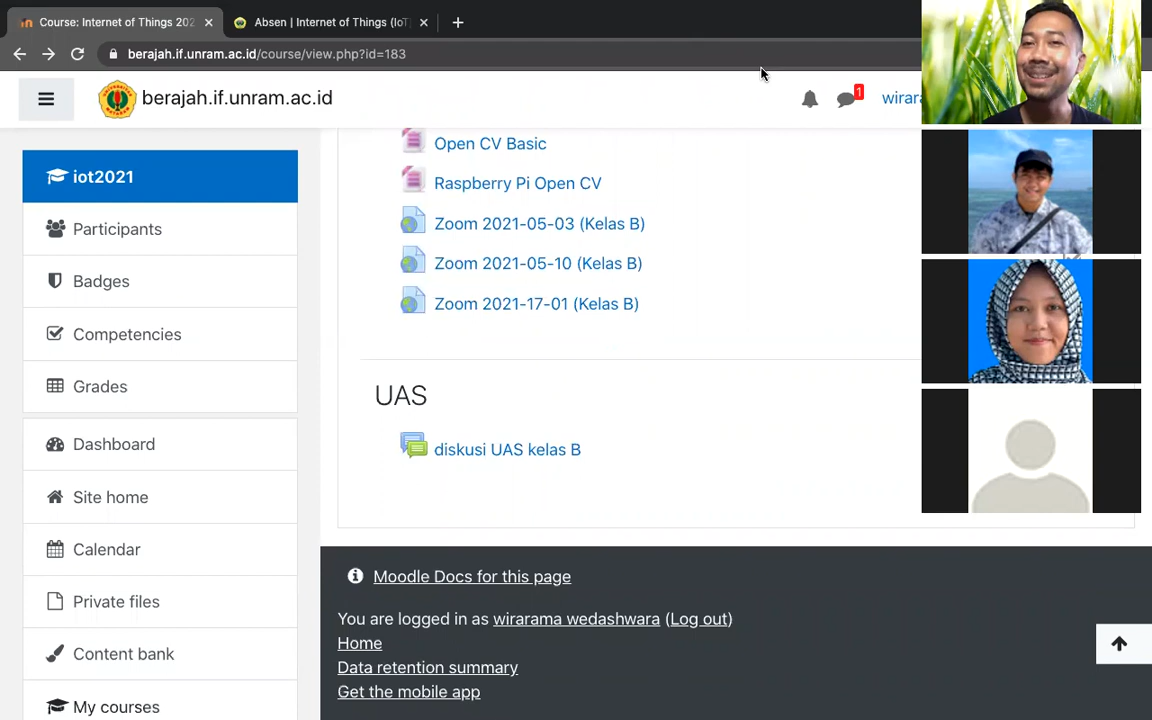 Course: Internet of Things 202
Absen | Internet of Things (IoT
berajah.if.unram.ac.id/course/view.php?id=183
berajah.if.unram.ac.id
1
Open CV Basic
iot2021
Raspberry Pi Open CV
Participants
Zoom 2021-05-03 (Kelas B)
Zoom 2021-05-10 (Kelas B)
Badges
Zoom 2021-17-01 (Kelas B)
Competencies
Grades
UAS
Dashboard
diskusi UAS kelas B
Site home
Calendar
Private files
Content bank
My courses
Moodle Docs for this page
You are logged in as wirarama wedashwara (Log out)
Home
Data retention summary
Get the mobile app